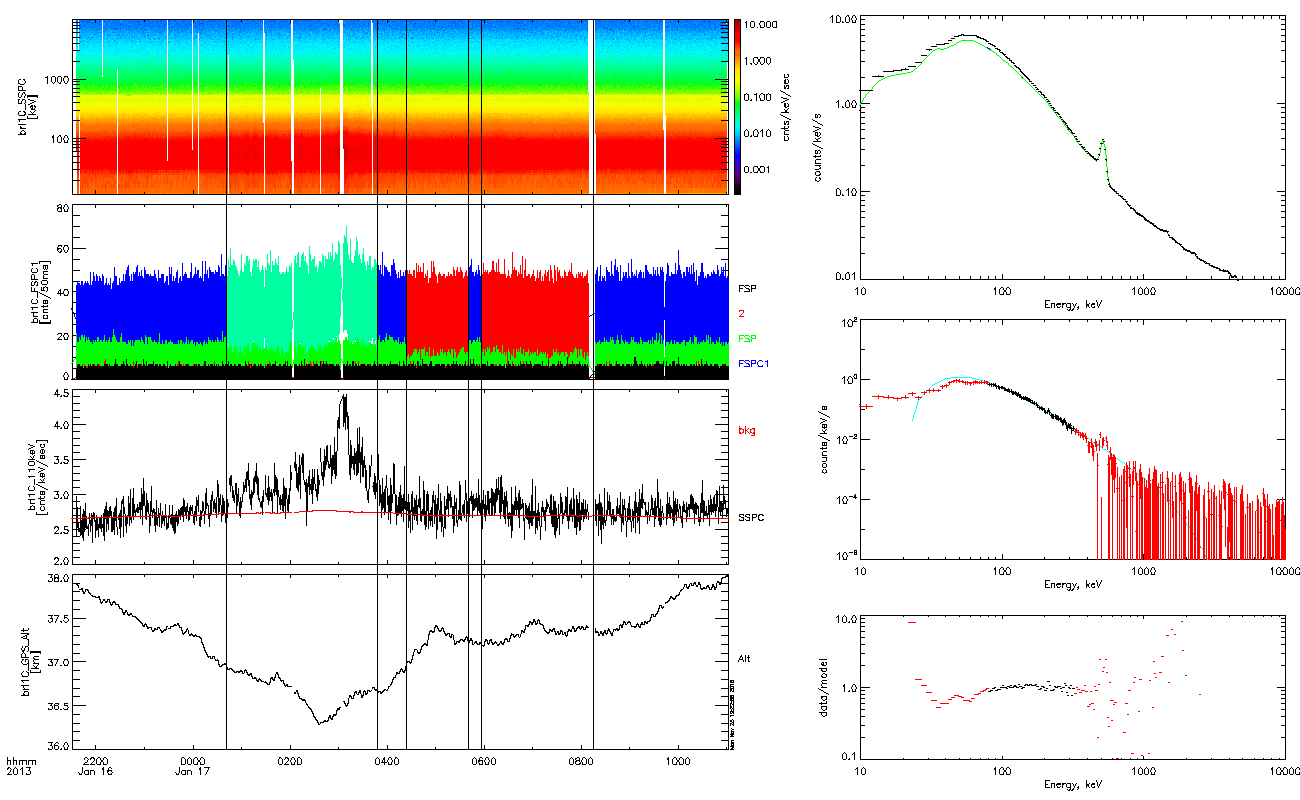 brl1C_SSPC
[keV]
1000
100
10.000
1.000
0.100
0.010
0.001
cnts/keV/sec
brl1C_FSPC1
[cnts/50ms]
80
60
40
20
0
FSP
2
FSP
FSPC1
brl1C_110keV
[cnts/keV/sec]
4.5
4.0
3.5
3.0
2.5
2.0
bkg
SSPC
brl1C_GPS_Alt
[km]
38.0
37.5
37.0
36.5
36.0
Alt
hhmm
2013
2200
Jan 16
0000
Jan 17
0200
0400
0600
0800
1000
counts/keV/s
10.00
1.00
0.10
0.01
10
100
1000
10000
Energy, keV
counts/keV/s
10²
10⁰
10⁻²
10⁻⁴
10⁻⁶
10
100
1000
10000
Energy, keV
data/model
10.0
1.0
0.1
10
100
1000
10000
Energy, keV